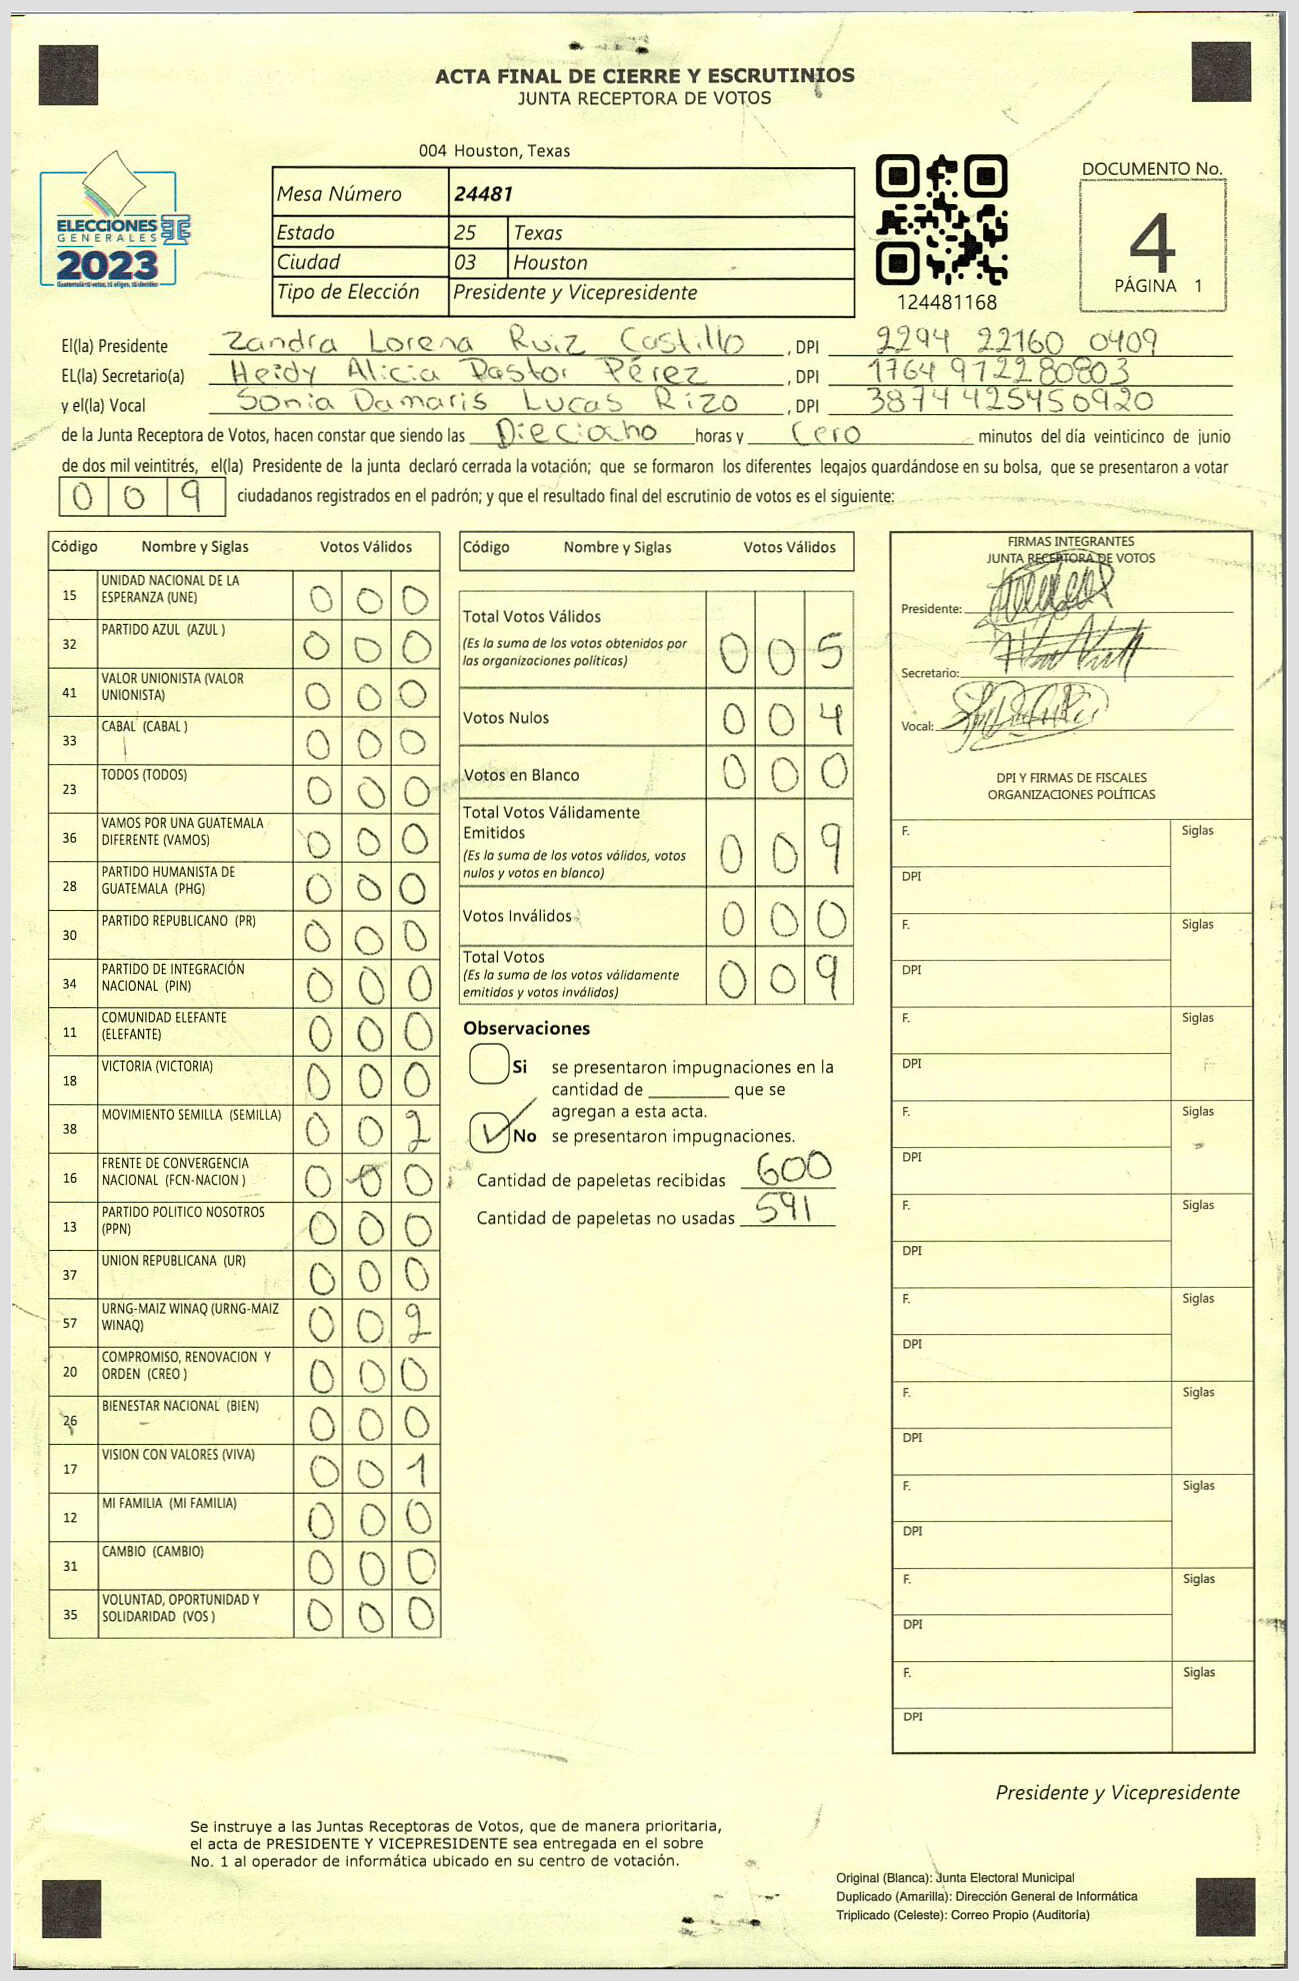 ACTA FINAL DE CIERRE Y ESCRUTINIOS
JUNTA RECEPTORA DE VOTOS
004 Houston, Texas
ELECCIONES
GENERALES
2023
Mesa Número 24481
Estado 25 Texas
Ciudad 03 Houston
Tipo de Elección Presidente y Vicepresidente
124481168
DOCUMENTO No.
4
PÁGINA 1
El(la) Presidente Zandra Lorena Ruiz Castillo, DPI 2294 22160 0409
EL(la) Secretario(a) Heidy Alicia Pastor Pérez, DPI 1764 97228 0803
y el(la) Vocal Sonia Damaris Lucas Rizo, DPI 3874 42545 0920
de la Junta Receptora de Votos, hacen constar que siendo las Dieciocho horas y Cero minutos del día veinticinco de junio
de dos mil veintitrés, el(la) Presidente de la junta declaró cerrada la votación; que se formaron los diferentes legajos guardándose en su bolsa, que se presentaron a votar
0 0 9 ciudadanos registrados en el padrón; y que el resultado final del escrutinio de votos es el siguiente:
Código Nombre y Siglas Votos Válidos
15 UNIDAD NACIONAL DE LA ESPERANZA (UNE) 0 0 0
32 PARTIDO AZUL (AZUL ) 0 0 0
41 VALOR UNIONISTA (VALOR UNIONISTA) 0 0 0
33 CABAL (CABAL ) 0 0 0
23 TODOS (TODOS) 0 0 0
36 VAMOS POR UNA GUATEMALA DIFERENTE (VAMOS) 0 0 0
28 PARTIDO HUMANISTA DE GUATEMALA (PHG) 0 0 0
30 PARTIDO REPUBLICANO (PR) 0 0 0
34 PARTIDO DE INTEGRACIÓN NACIONAL (PIN) 0 0 0
11 COMUNIDAD ELEFANTE (ELEFANTE) 0 0 0
18 VICTORIA (VICTORIA) 0 0 0
38 MOVIMIENTO SEMILLA (SEMILLA) 0 0 2
16 FRENTE DE CONVERGENCIA NACIONAL (FCN-NACION ) 0 0 0
13 PARTIDO POLITICO NOSOTROS (PPN) 0 0 0
37 UNION REPUBLICANA (UR) 0 0 0
57 URNG-MAIZ WINAQ (URNG-MAIZ WINAQ) 0 0 2
20 COMPROMISO, RENOVACION Y ORDEN (CREO ) 0 0 0
26 BIENESTAR NACIONAL (BIEN) 0 0 0
17 VISION CON VALORES (VIVA) 0 0 1
12 MI FAMILIA (MI FAMILIA) 0 0 0
31 CAMBIO (CAMBIO) 0 0 0
35 VOLUNTAD, OPORTUNIDAD Y SOLIDARIDAD (VOS ) 0 0 0
Código Nombre y Siglas Votos Válidos
Total Votos Válidos 0 0 5
(Es la suma de los votos obtenidos por
las organizaciones políticas)
Votos Nulos 0 0 4
Votos en Blanco 0 0 0
Total Votos Válidamente
Emitidos 0 0 9
(Es la suma de los votos válidos, votos
nulos y votos en blanco)
Votos Inválidos 0 0 0
Total Votos 0 0 9
(Es la suma de los votos válidamente
emitidos y votos inválidos)
Observaciones
Si se presentaron impugnaciones en la
cantidad de ________ que se
agregan a esta acta.
No se presentaron impugnaciones.
Cantidad de papeletas recibidas 600
Cantidad de papeletas no usadas 591
FIRMAS INTEGRANTES
JUNTA RECEPTORA DE VOTOS
Presidente:
Secretario:
Vocal:
DPI Y FIRMAS DE FISCALES
ORGANIZACIONES POLÍTICAS
F. Siglas
DPI
F. Siglas
DPI
F. Siglas
DPI
F. Siglas
DPI
F. Siglas
DPI
F. Siglas
DPI
F. Siglas
DPI
F. Siglas
DPI
F. Siglas
DPI
F. Siglas
DPI
Presidente y Vicepresidente
Se instruye a las Juntas Receptoras de Votos, que de manera prioritaria,
el acta de PRESIDENTE Y VICEPRESIDENTE sea entregada en el sobre
No. 1 al operador de informática ubicado en su centro de votación.
Original (Blanca): Junta Electoral Municipal
Duplicado (Amarilla): Dirección General de Informática
Triplicado (Celeste): Correo Propio (Auditoría)